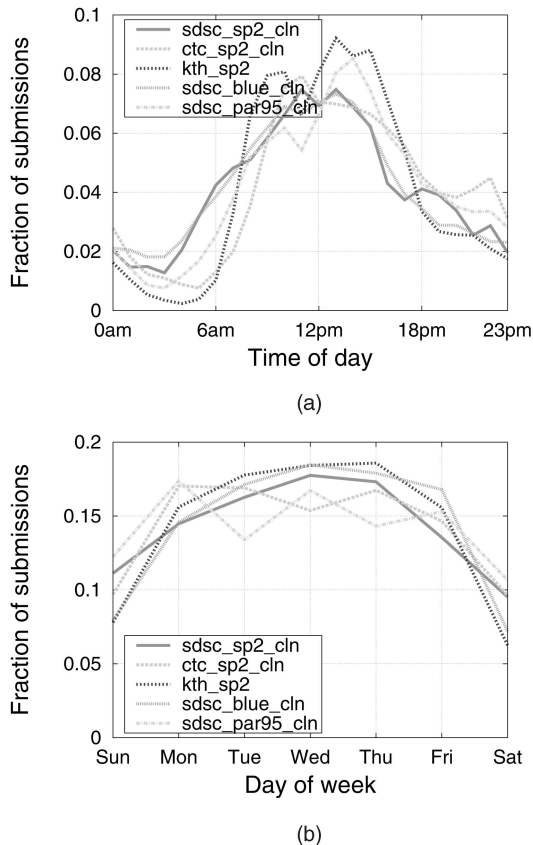 0.1
0.08
0.06
0.04
0.02
0
Fraction of submissions
sdsc_sp2_cln
ctc_sp2_cln
kth_sp2
sdsc_blue_cln
sdsc_par95_cln
0am
6am
12pm
18pm
23pm
Time of day
(a)
0.2
0.15
0.1
0.05
0
Fraction of submissions
sdsc_sp2_cln
ctc_sp2_cln
kth_sp2
sdsc_blue_cln
sdsc_par95_cln
Sun
Mon
Tue
Wed
Thu
Fri
Sat
Day of week
(b)